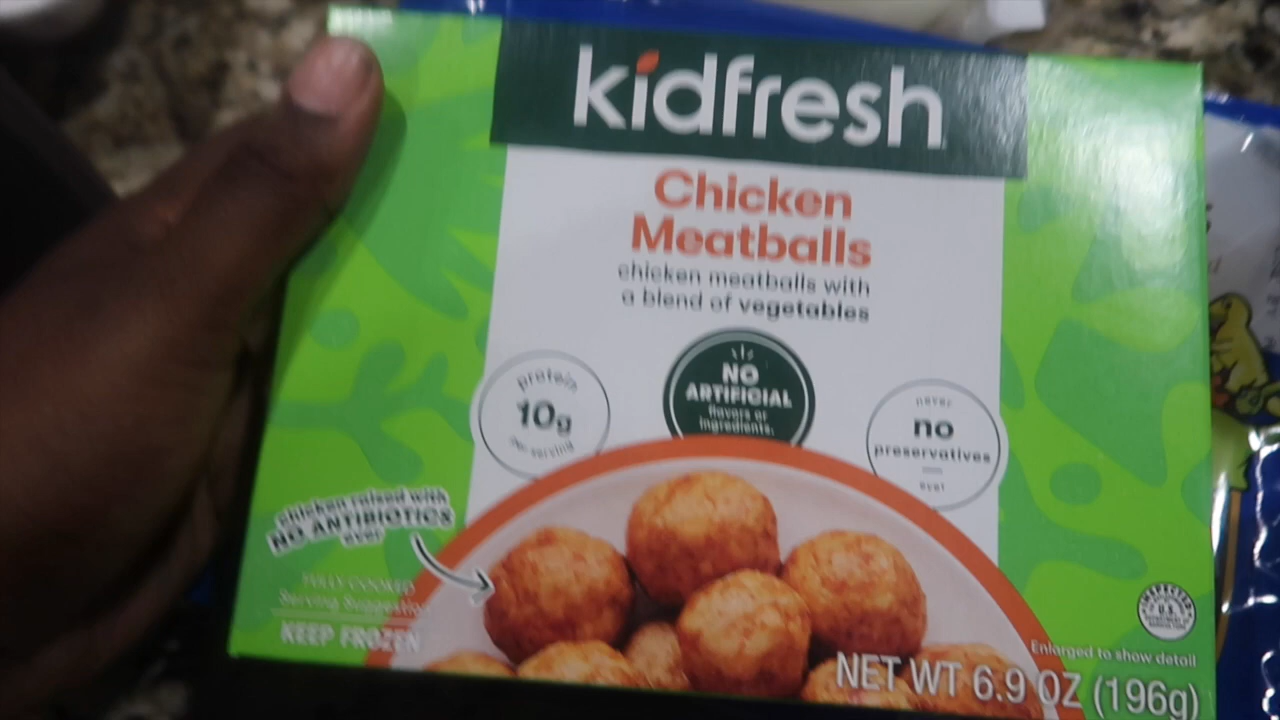 kidfresh
Chicken
Meatballs
chicken meatballs with
a blend of vegetables
protein
10g
per serving
NO
ARTIFICIAL
flavors or
ingredients.
never
no
preservatives
ever
chicken raised with
NO ANTIBIOTICS
ever
FULLY COOKED
Serving Suggestion
KEEP FROZEN
Enlarged to show detail
NET WT 6.9 OZ (196g)